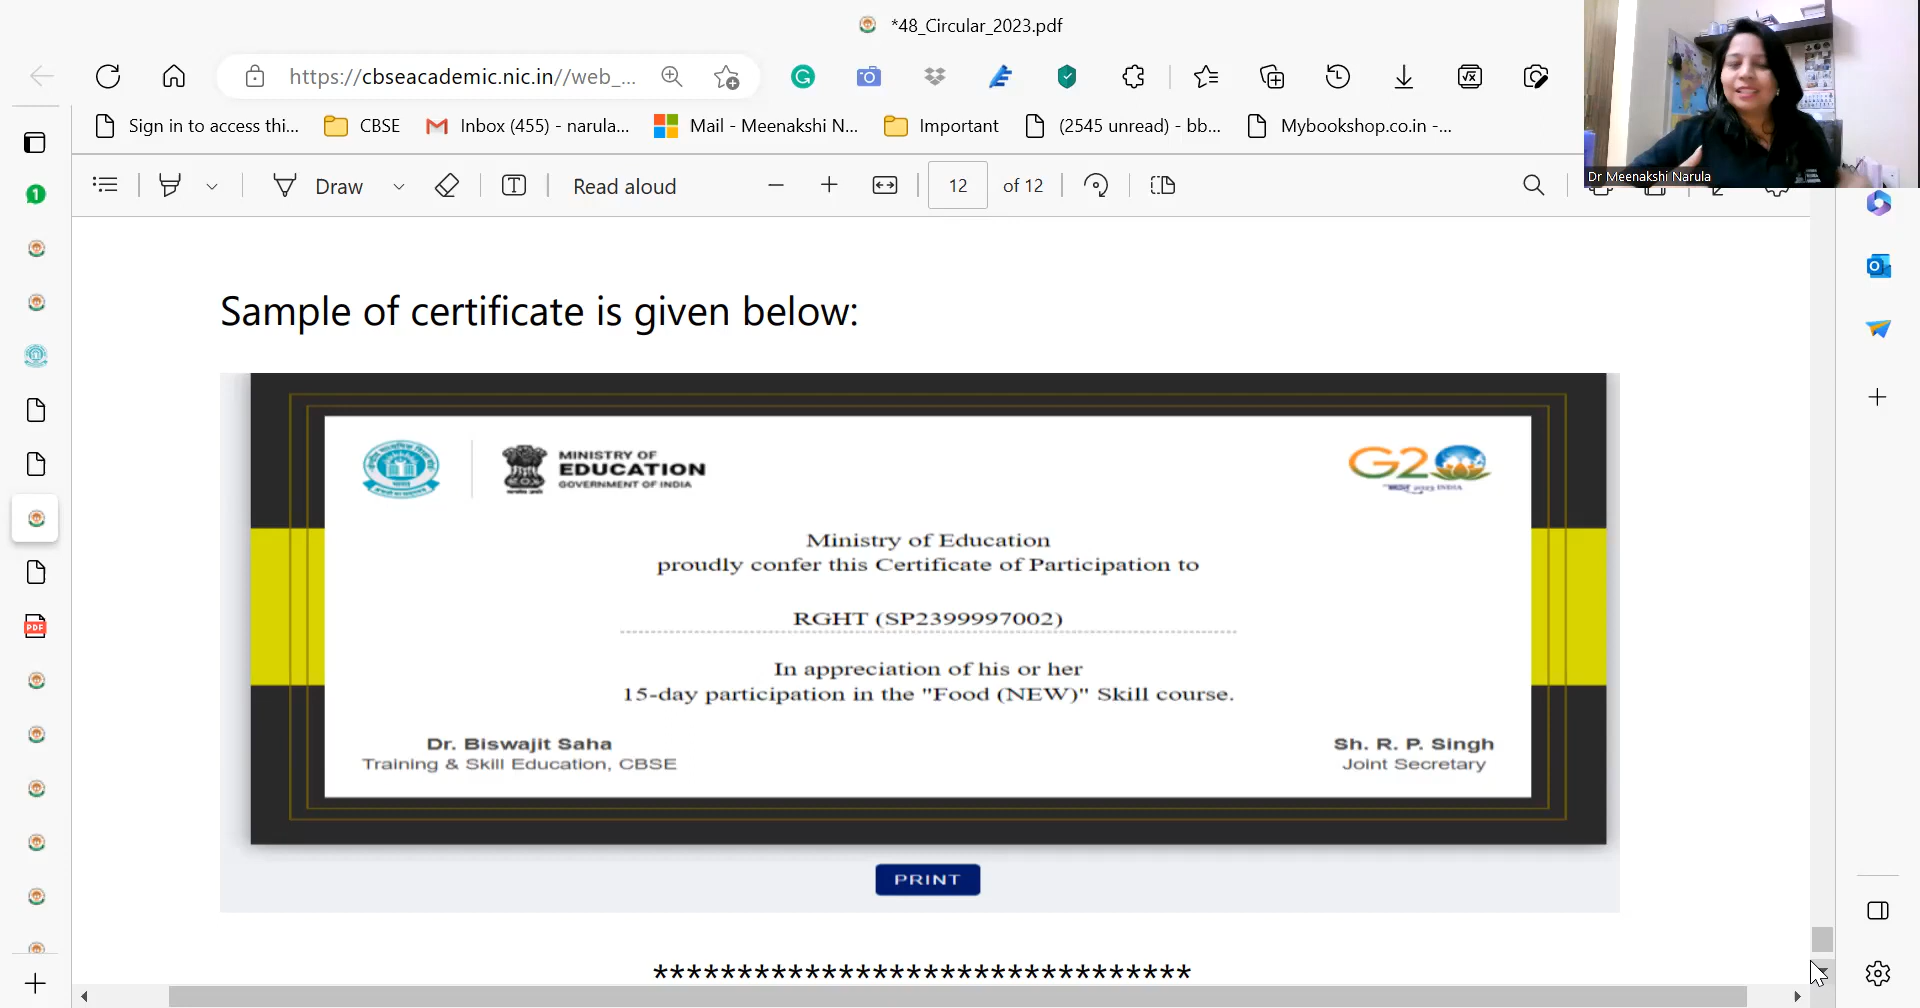 *48_Circular_2023.pdf
https://cbseacademic.nic.in//web_...
Sign in to access thi...
CBSE
Inbox (455) - narula...
Mail - Meenakshi N...
Important
(2545 unread) - bb...
Mybookshop.co.in -...
Dr Meenakshi Narula
Draw
Read aloud
12
of 12
1
Sample of certificate is given below:
MINISTRY OF
EDUCATION
GOVERNMENT OF INDIA
G20
2023 INDIA
Ministry of Education
proudly confer this Certificate of Participation to
RGHT (SP2399997002)
In appreciation of his or her
15-day participation in the "Food (NEW)" Skill course.
Dr. Biswajit Saha
Training & Skill Education, CBSE
Sh. R. P. Singh
Joint Secretary
PRINT
PDF
********************************